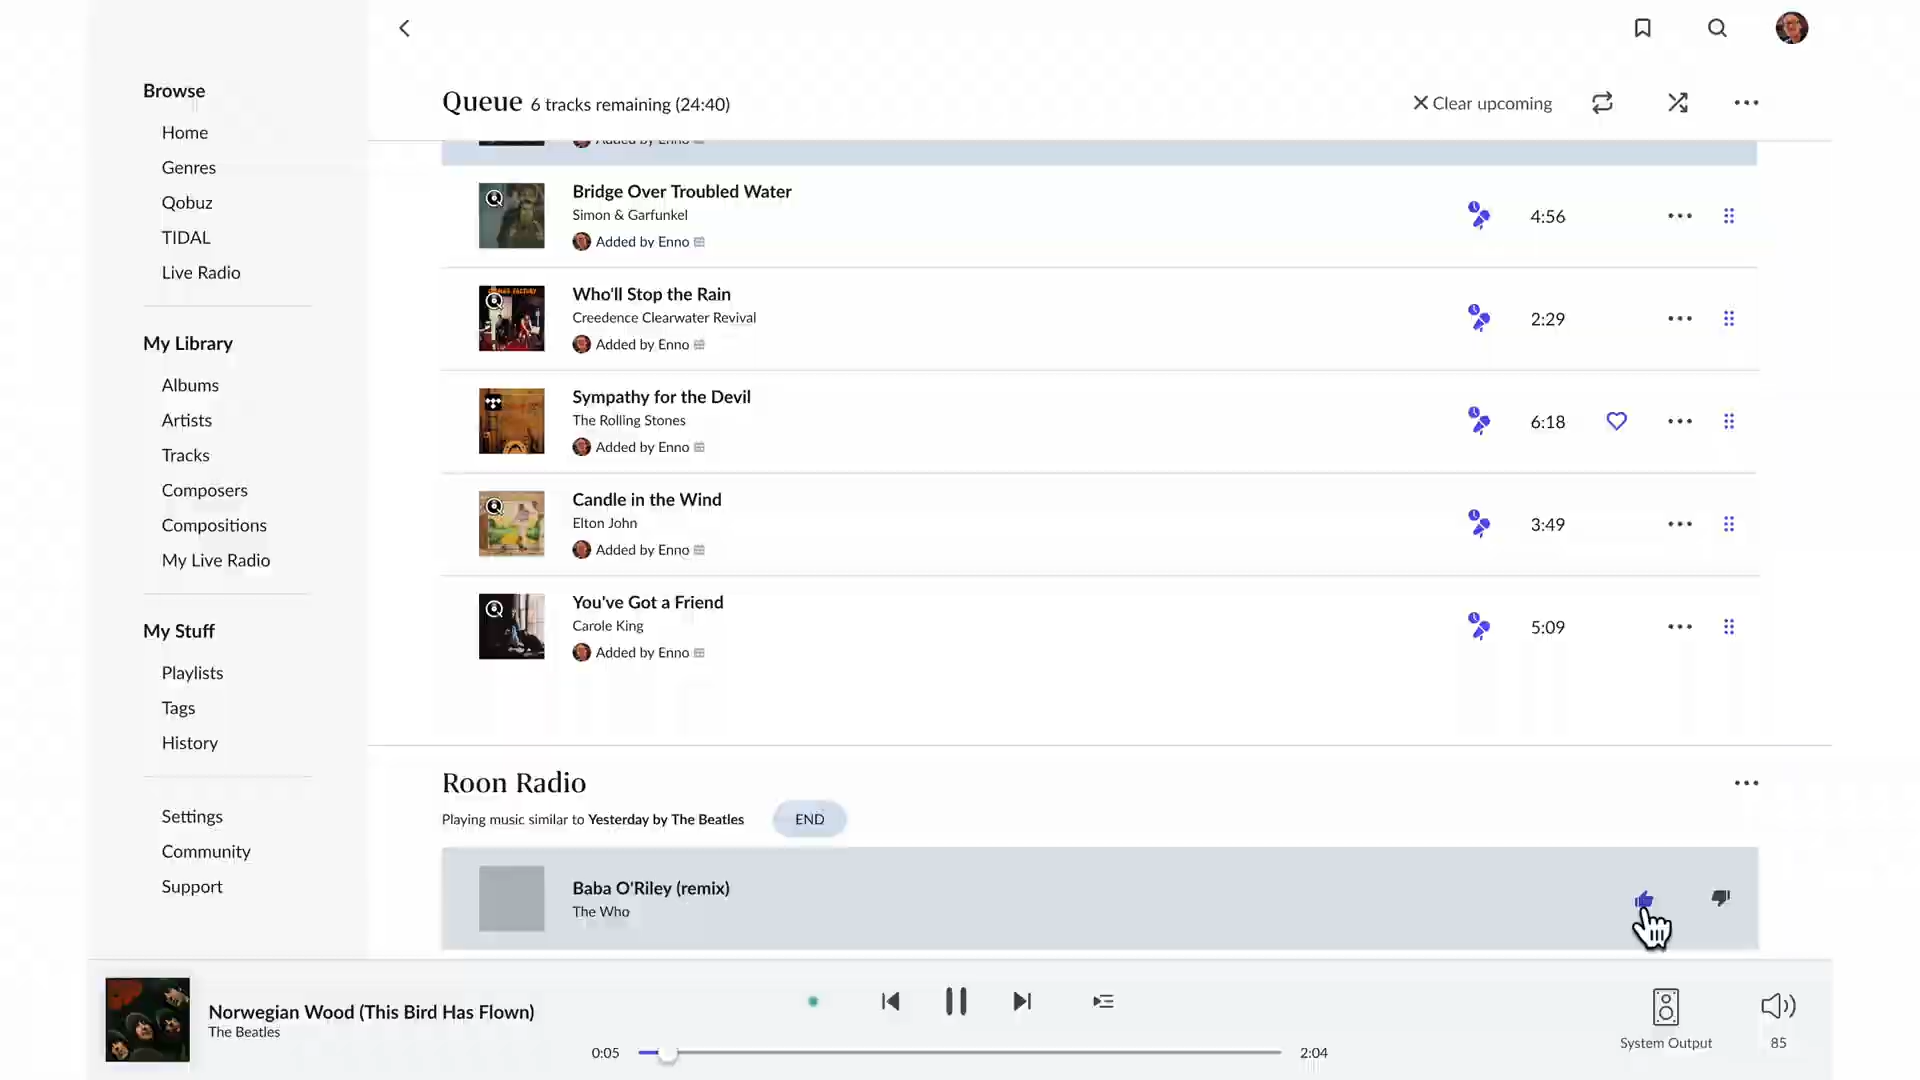 Browse
Home
Genres
Qobuz
TIDAL
Live Radio
My Library
Albums
Artists
Tracks
Composers
Compositions
My Live Radio
My Stuff
Playlists
Tags
History
Settings
Community
Support
Queue 6 tracks remaining (24:40)
Clear upcoming
Added by Enno
Bridge Over Troubled Water
Simon & Garfunkel
Added by Enno
4:56
Who'll Stop the Rain
Creedence Clearwater Revival
Added by Enno
2:29
Sympathy for the Devil
The Rolling Stones
Added by Enno
6:18
Candle in the Wind
Elton John
Added by Enno
3:49
You've Got a Friend
Carole King
Added by Enno
5:09
Roon Radio
Playing music similar to Yesterday by The Beatles
END
Baba O'Riley (remix)
The Who
Norwegian Wood (This Bird Has Flown)
The Beatles
0:05
2:04
System Output
85